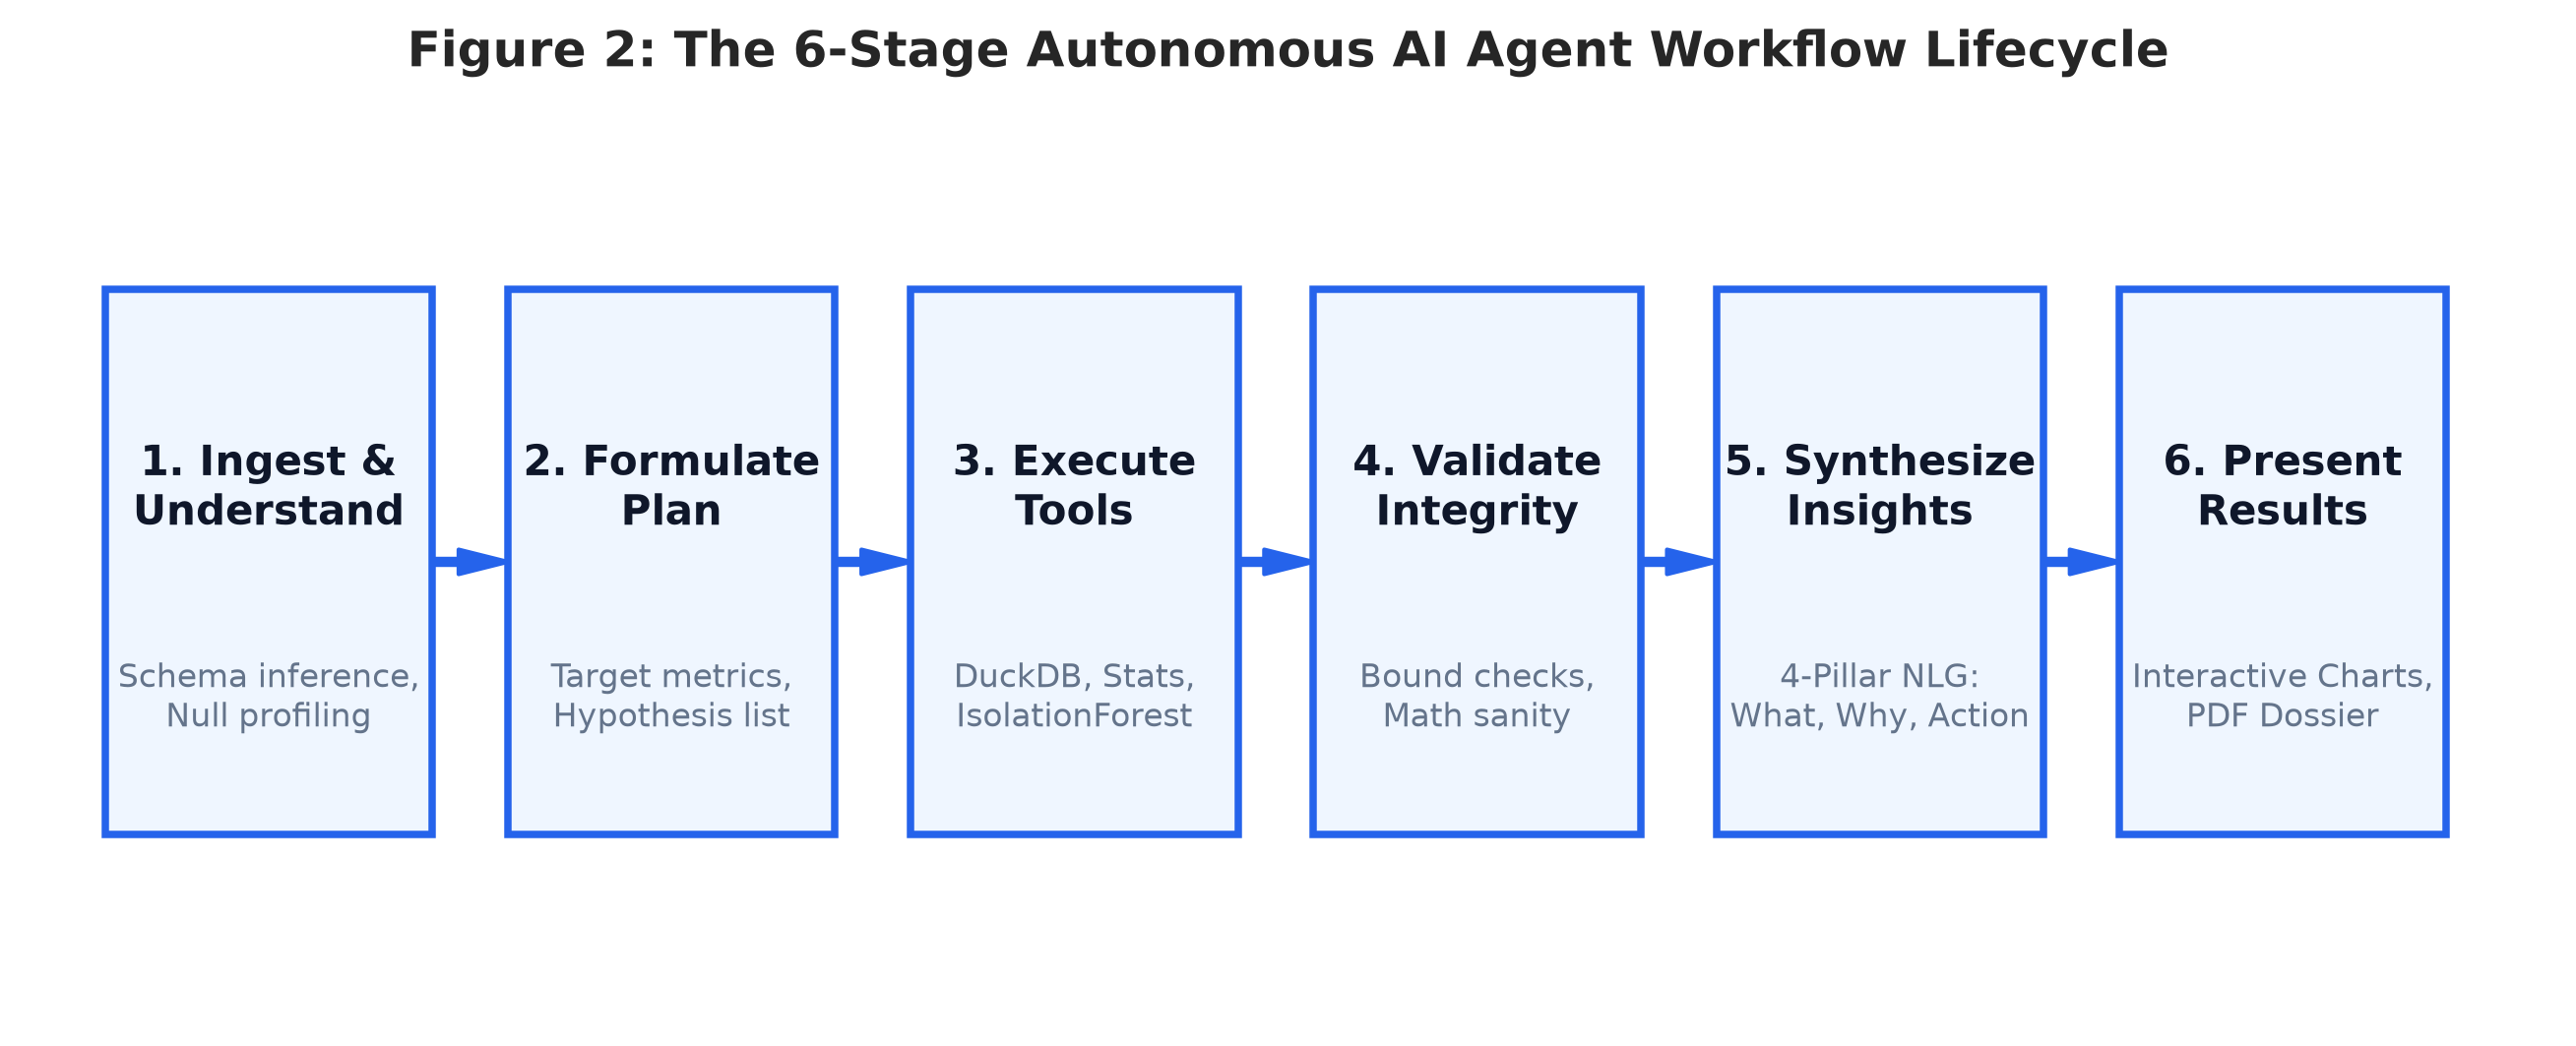 Figure 2: The 6-Stage Autonomous AI Agent Workflow Lifecycle
1. Ingest &
Understand
Schema inference,
Null profiling
2. Formulate
Plan
Target metrics,
Hypothesis list
3. Execute
Tools
DuckDB, Stats,
IsolationForest
4. Validate
Integrity
Bound checks,
Math sanity
5. Synthesize
Insights
4-Pillar NLG:
What, Why, Action
6. Present
Results
Interactive Charts,
PDF Dossier